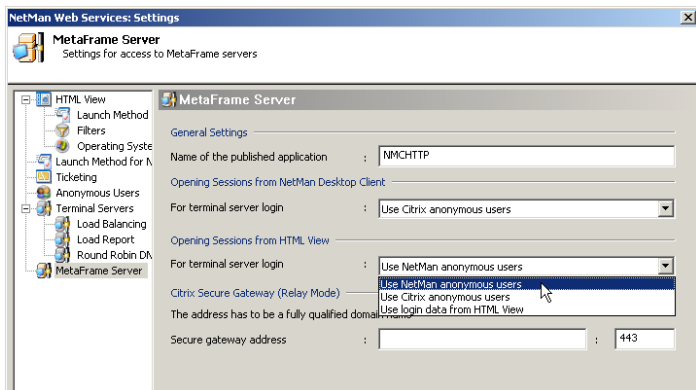 NetMan Web Services: Settings
MetaFrame Server
Settings for access to MetaFrame servers
HTML View
Launch Method
Filters
Operating Syste
Launch Method for N
Ticketing
Anonymous Users
Terminal Servers
Load Balancing
Load Report
Round Robin DN
MetaFrame Server
MetaFrame Server
General Settings
Name of the published application : NMCHTTP
Opening Sessions from NetMan Desktop Client
For terminal server login : Use Citrix anonymous users
Opening Sessions from HTML View
For terminal server login : Use NetMan anonymous users
Use NetMan anonymous users
Use Citrix anonymous users
Use login data from HTML View
Citrix Secure Gateway (Relay Mode)
The address has to be a fully qualified domain name
Secure gateway address : : 443